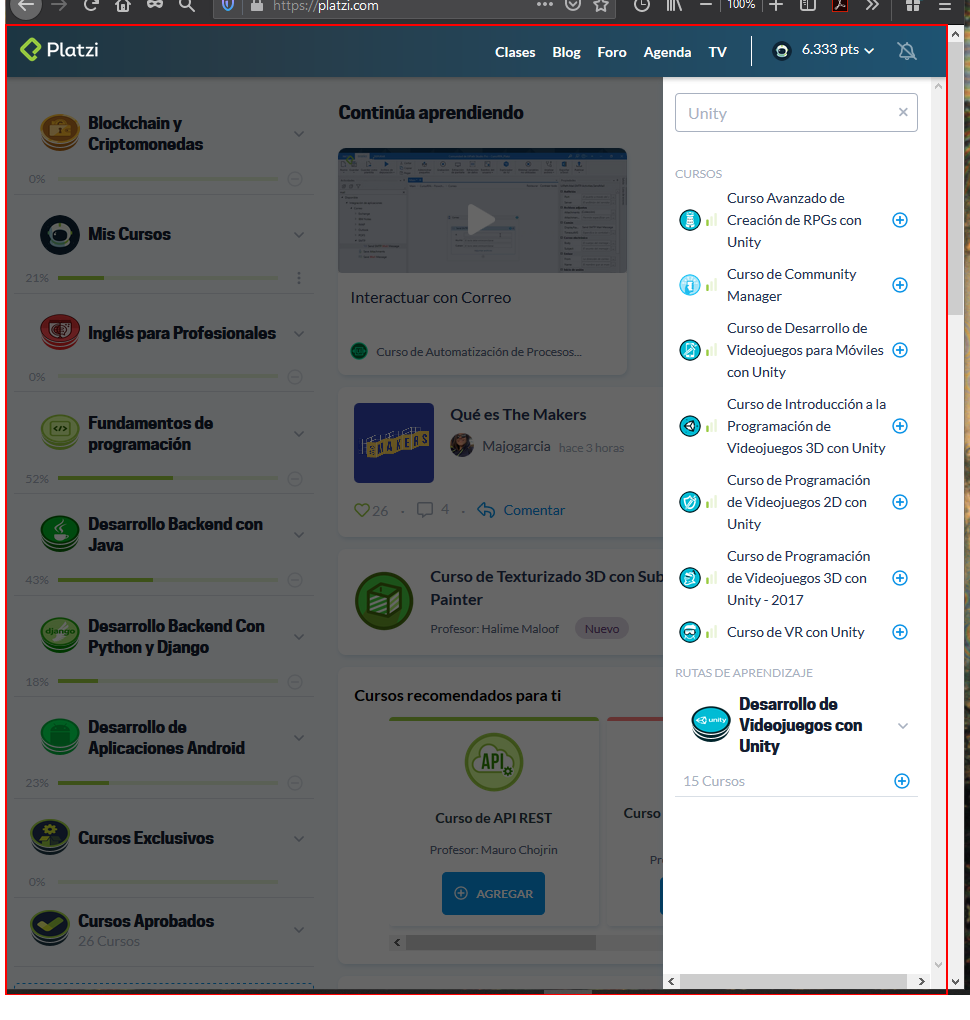 https://platzi.com
100%
Platzi
Clases Blog Foro Agenda TV
6.333 pts
Blockchain y
Criptomonedas
0%
Mis Cursos
21%
Inglés para Profesionales
0%
Fundamentos de
programación
52%
Desarrollo Backend con
Java
43%
django
Desarrollo Backend Con
Python y Django
18%
Desarrollo de
Aplicaciones Android
23%
Cursos Exclusivos
0%
Cursos Aprobados
26 Cursos
Continúa aprendiendo
Interactuar con Correo
Curso de Automatización de Procesos...
MAKERS
Qué es The Makers
Majogarcia hace 3 horas
26 · 4 · Comentar
Curso de Texturizado 3D con Sub
Painter
Profesor: Halime Maloof Nuevo
Cursos recomendados para ti
API
Curso de API REST
Profesor: Mauro Chojrin
AGREGAR
Curso
Pr
Unity
CURSOS
Curso Avanzado de
Creación de RPGs con
Unity
Curso de Community
Manager
Curso de Desarrollo de
Videojuegos para Móviles
con Unity
Curso de Introducción a la
Programación de
Videojuegos 3D con Unity
Curso de Programación
de Videojuegos 2D con
Unity
Curso de Programación
de Videojuegos 3D con
Unity - 2017
Curso de VR con Unity
RUTAS DE APRENDIZAJE
unity
Desarrollo de
Videojuegos con
Unity
15 Cursos